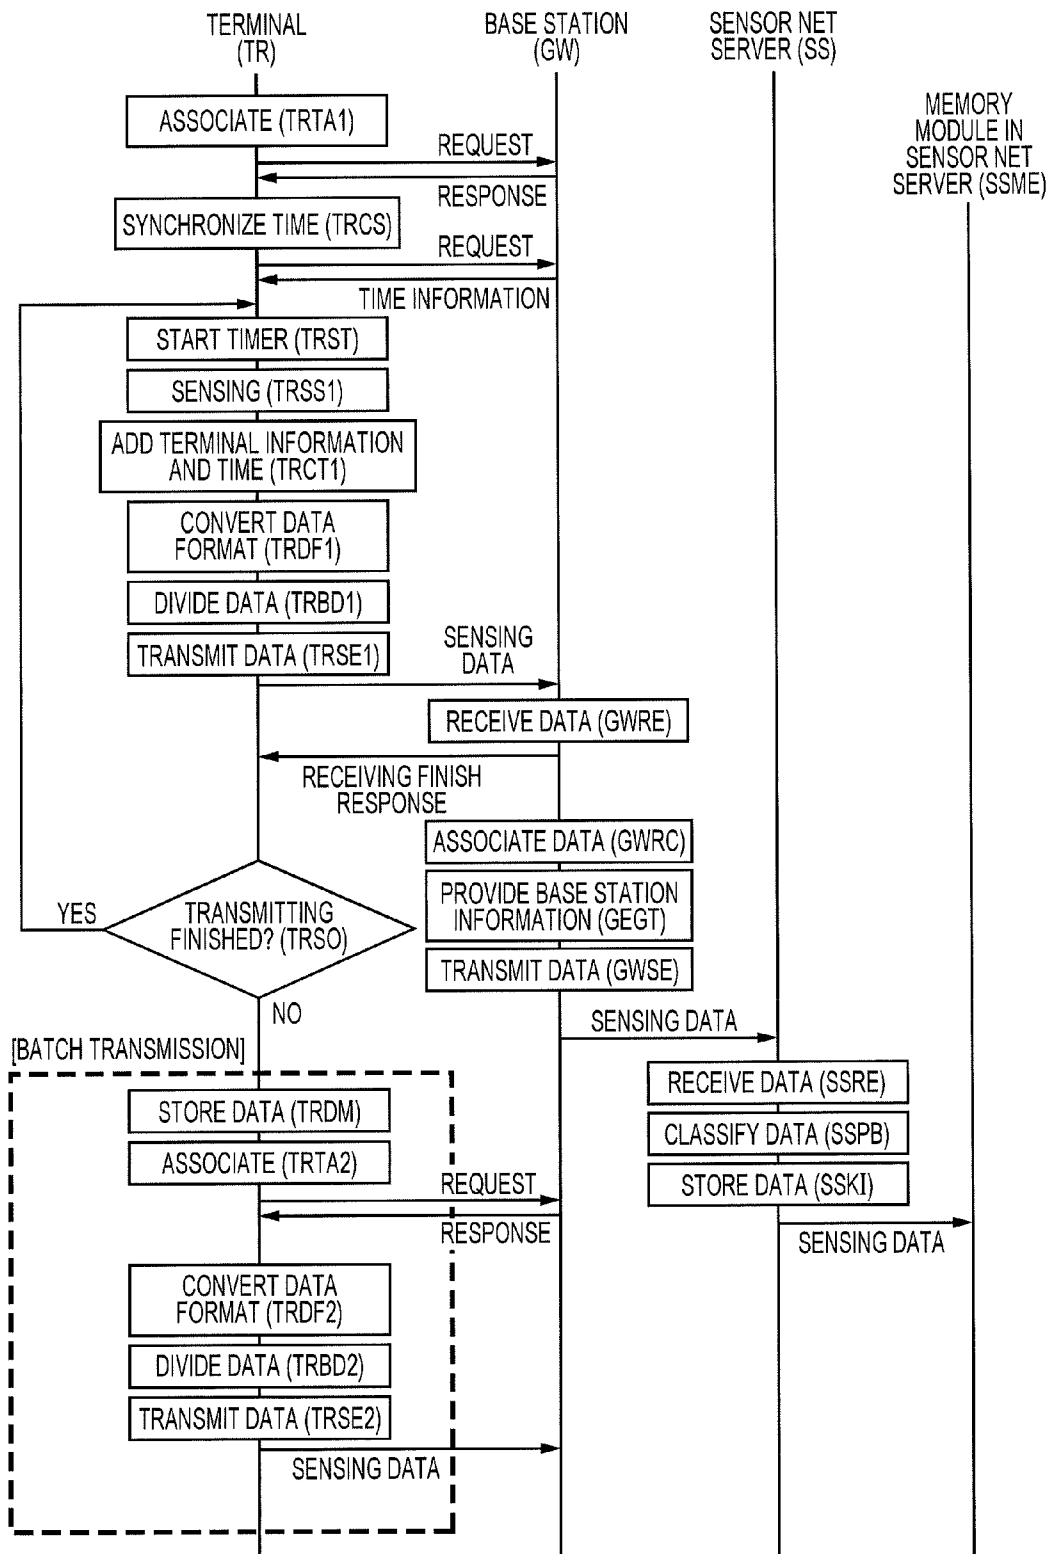 TERMINAL
(TR)
BASE STATION
(GW)
SENSOR NET
SERVER (SS)
MEMORY
MODULE IN
SENSOR NET
SERVER (SSME)
ASSOCIATE (TRTA1)
REQUEST
RESPONSE
SYNCHRONIZE TIME (TRCS)
REQUEST
TIME INFORMATION
START TIMER (TRST)
SENSING (TRSS1)
ADD TERMINAL INFORMATION
AND TIME (TRCT1)
CONVERT DATA
FORMAT (TRDF1)
DIVIDE DATA (TRBD1)
TRANSMIT DATA (TRSE1)
SENSING
DATA
RECEIVE DATA (GWRE)
RECEIVING FINISH
RESPONSE
ASSOCIATE DATA (GWRC)
PROVIDE BASE STATION
INFORMATION (GEGT)
TRANSMIT DATA (GWSE)
YES
TRANSMITTING
FINISHED? (TRSO)
NO
SENSING DATA
[BATCH TRANSMISSION]
RECEIVE DATA (SSRE)
CLASSIFY DATA (SSPB)
STORE DATA (SSKI)
SENSING DATA
STORE DATA (TRDM)
ASSOCIATE (TRTA2)
REQUEST
RESPONSE
CONVERT DATA
FORMAT (TRDF2)
DIVIDE DATA (TRBD2)
TRANSMIT DATA (TRSE2)
SENSING DATA